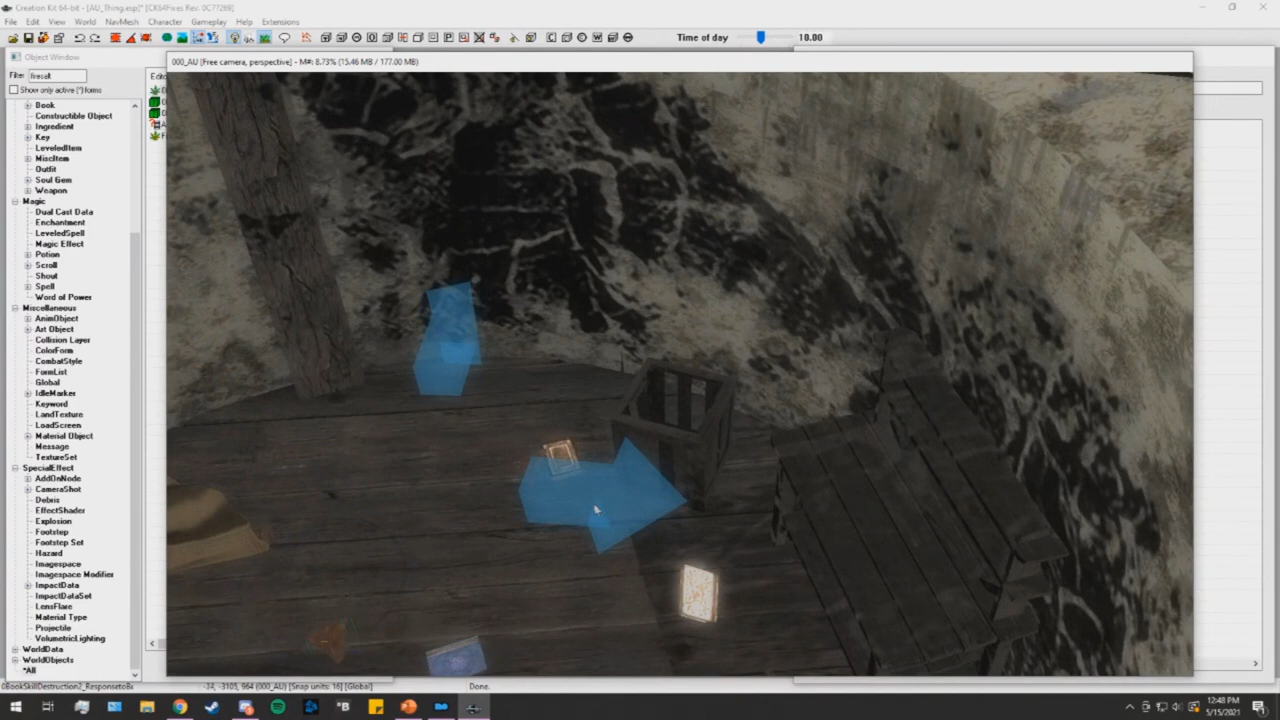 Creation Kit 64-bit - [AU_Thing.esp]* [CK64Fixes Rev. 0C77269]
File Edit View World NavMesh Character Gameplay Help Extensions
Time of day 10.00
Object Window
000_AU [Free camera, perspective] - M#: 8.73% (15.46 MB / 177.00 MB)
Filter firesalt
Edito
Show only active (*) forms
Book
Constructible Object
Ingredient
Key
LeveledItem
MiscItem
Outfit
Soul Gem
Weapon
Magic
Dual Cast Data
Enchantment
LeveledSpell
Magic Effect
Potion
Scroll
Shout
Spell
Word of Power
Miscellaneous
AnimObject
Art Object
Collision Layer
ColorForm
CombatStyle
FormList
Global
IdleMarker
Keyword
LandTexture
LoadScreen
Material Object
Message
TextureSet
SpecialEffect
AddOnNode
CameraShot
Debris
EffectShader
Explosion
Footstep
Footstep Set
Hazard
Imagespace
Imagespace Modifier
ImpactData
ImpactDataSet
LensFlare
Material Type
Projectile
VolumetricLighting
WorldData
WorldObjects
*All
0BookSkillDestruction2_ResponsetoBe -34, -3105, 964 (000_AU) [Snap units: 16] [Global] Done.
12:48 PM
5/15/2021